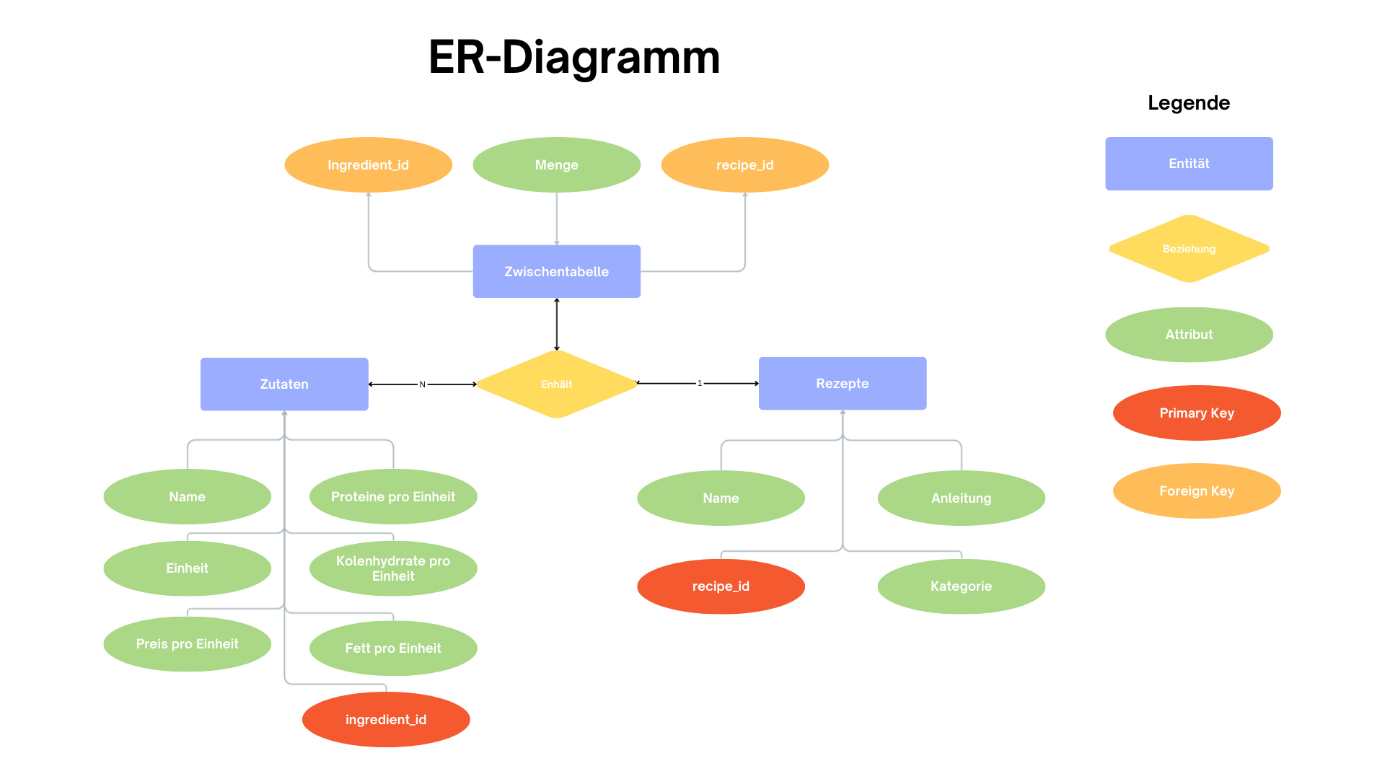 ER-Diagramm
Legende
Ingredient_id
Menge
recipe_id
Entität
Beziehung
Zwischentabelle
Attribut
Zutaten
N
Enhält
1
Rezepte
Primary Key
Name
Proteine pro Einheit
Name
Anleitung
Foreign Key
Einheit
Kolenhydrrate pro
Einheit
recipe_id
Kategorie
Preis pro Einheit
Fett pro Einheit
ingredient_id